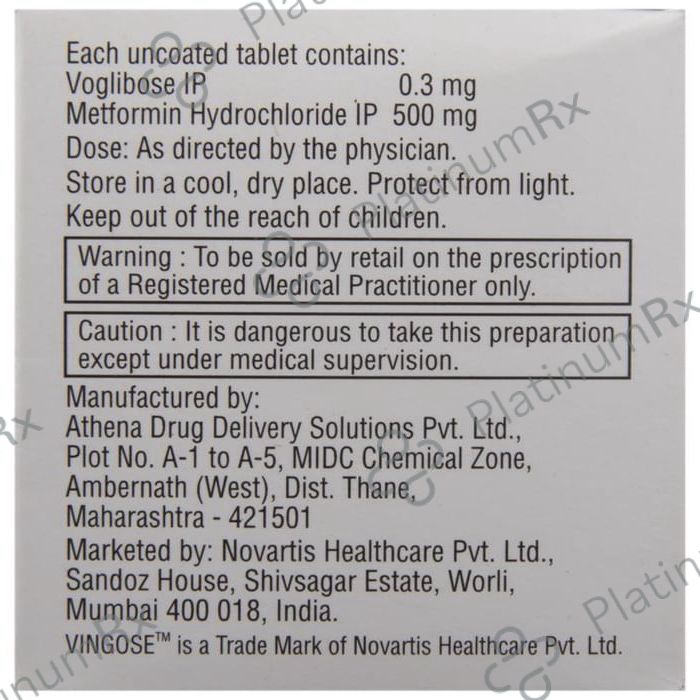 Each uncoated tablet contains:
Voglibose IP 0.3 mg
Metformin Hydrochloride IP 500 mg
Dose: As directed by the physician.
Store in a cool, dry place. Protect from light.
Keep out of the reach of children.
Warning : To be sold by retail on the prescription
of a Registered Medical Practitioner only.
Caution : It is dangerous to take this preparation
except under medical supervision.
Manufactured by:
Athena Drug Delivery Solutions Pvt. Ltd.,
Plot No. A-1 to A-5, MIDC Chemical Zone,
Ambernath (West), Dist. Thane,
Maharashtra - 421501
Marketed by: Novartis Healthcare Pvt. Ltd.,
Sandoz House, Shivsagar Estate, Worli,
Mumbai 400 018, India.
VINGOSE™ is a Trade Mark of Novartis Healthcare Pvt. Ltd.
PlatinumRx
PlatinumRx
PlatinumRx